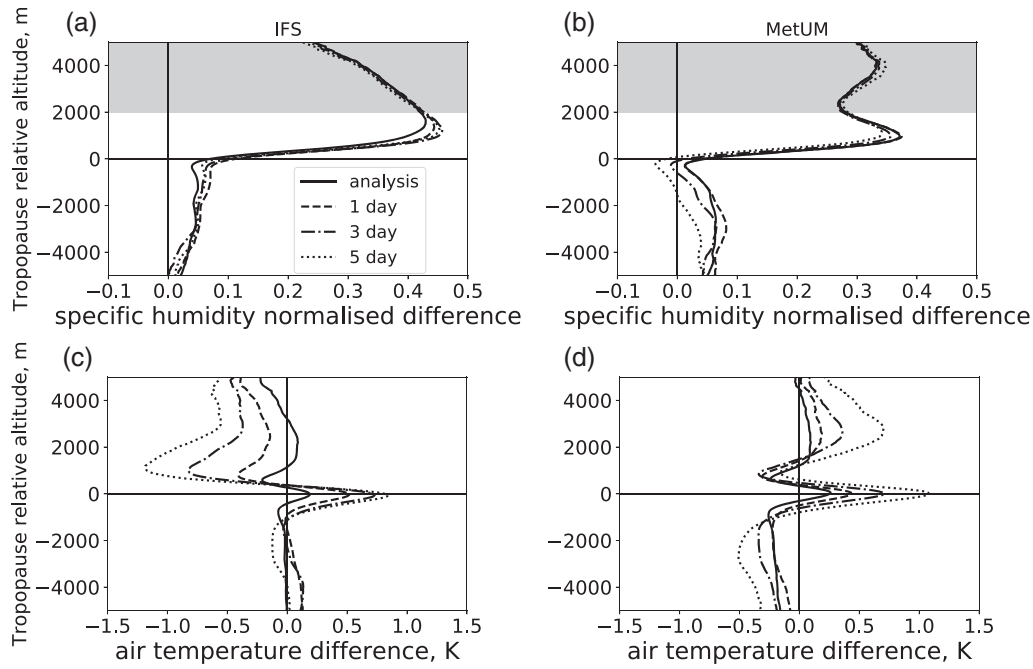 (a)
IFS
(b)
MetUM
Tropopause relative altitude, m
4000
2000
0
−2000
−4000
analysis
1 day
3 day
5 day
−0.1 0.0 0.1 0.2 0.3 0.4 0.5
specific humidity normalised difference
4000
2000
0
−2000
−4000
−0.1 0.0 0.1 0.2 0.3 0.4 0.5
specific humidity normalised difference
(c)
(d)
Tropopause relative altitude, m
4000
2000
0
−2000
−4000
−1.5 −1.0 −0.5 0.0 0.5 1.0 1.5
air temperature difference, K
4000
2000
0
−2000
−4000
−1.5 −1.0 −0.5 0.0 0.5 1.0 1.5
air temperature difference, K